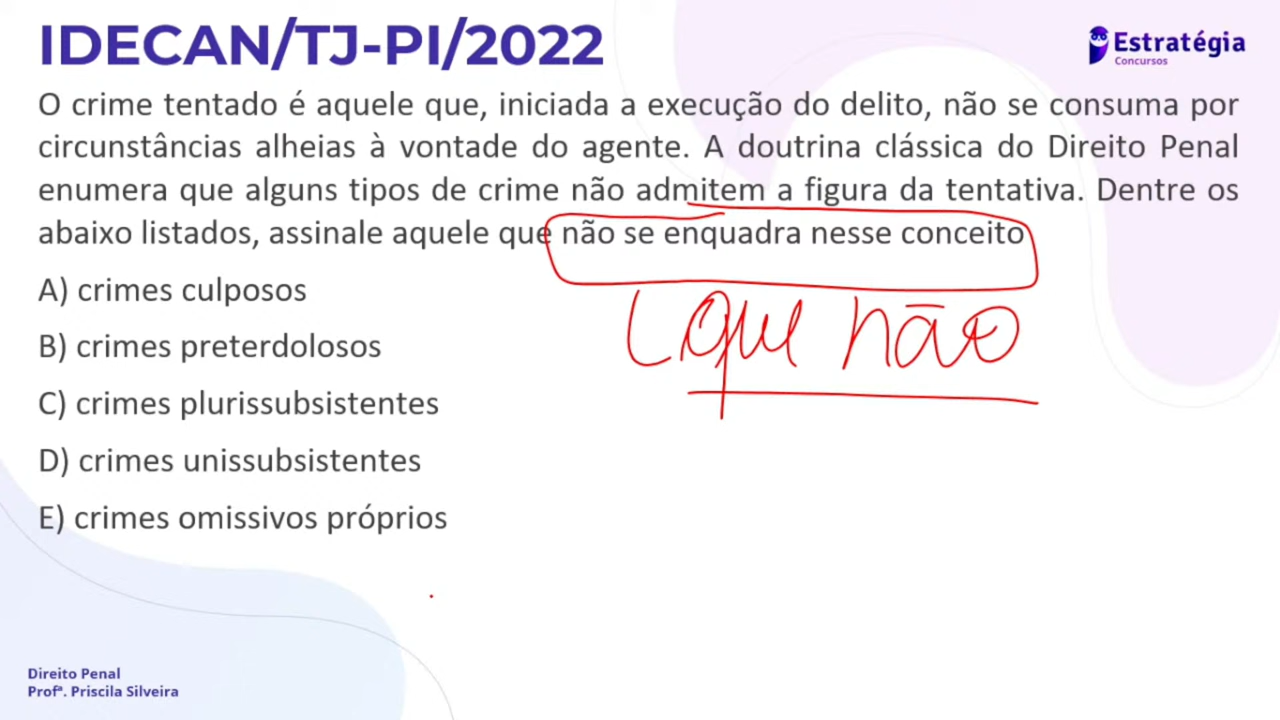 IDECAN/TJ-PI/2022
Estratégia
Concursos
O crime tentado é aquele que, iniciada a execução do delito, não se consuma por
circunstâncias alheias à vontade do agente. A doutrina clássica do Direito Penal
enumera que alguns tipos de crime não admitem a figura da tentativa. Dentre os
abaixo listados, assinale aquele que não se enquadra nesse conceito
A) crimes culposos
que não
B) crimes preterdolosos
C) crimes plurissubsistentes
D) crimes unissubsistentes
E) crimes omissivos próprios
Direito Penal
Profª. Priscila Silveira